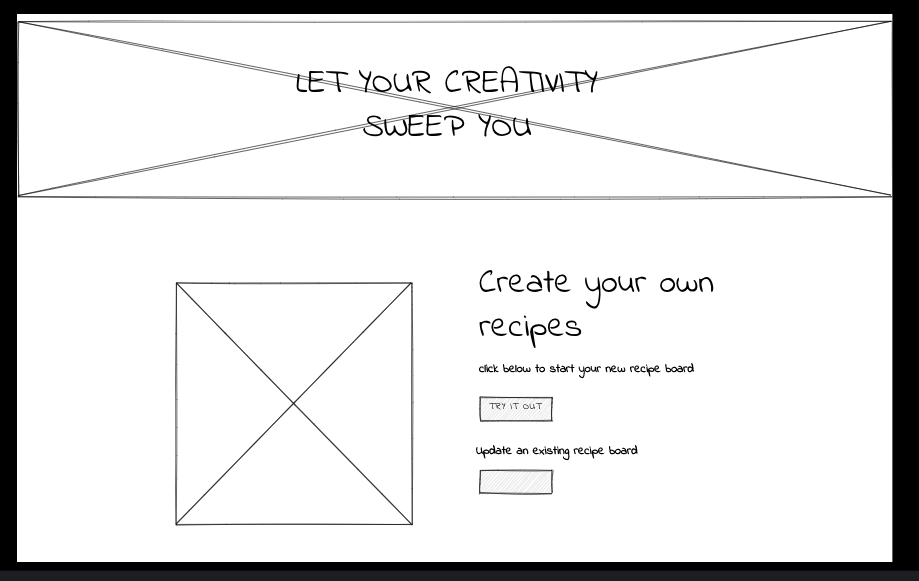 LET YOUR CREATIVITY
SWEEP YOU
Create your own
recipes
click below to start your new recipe board
TRY IT OUT
Update an existing recipe board